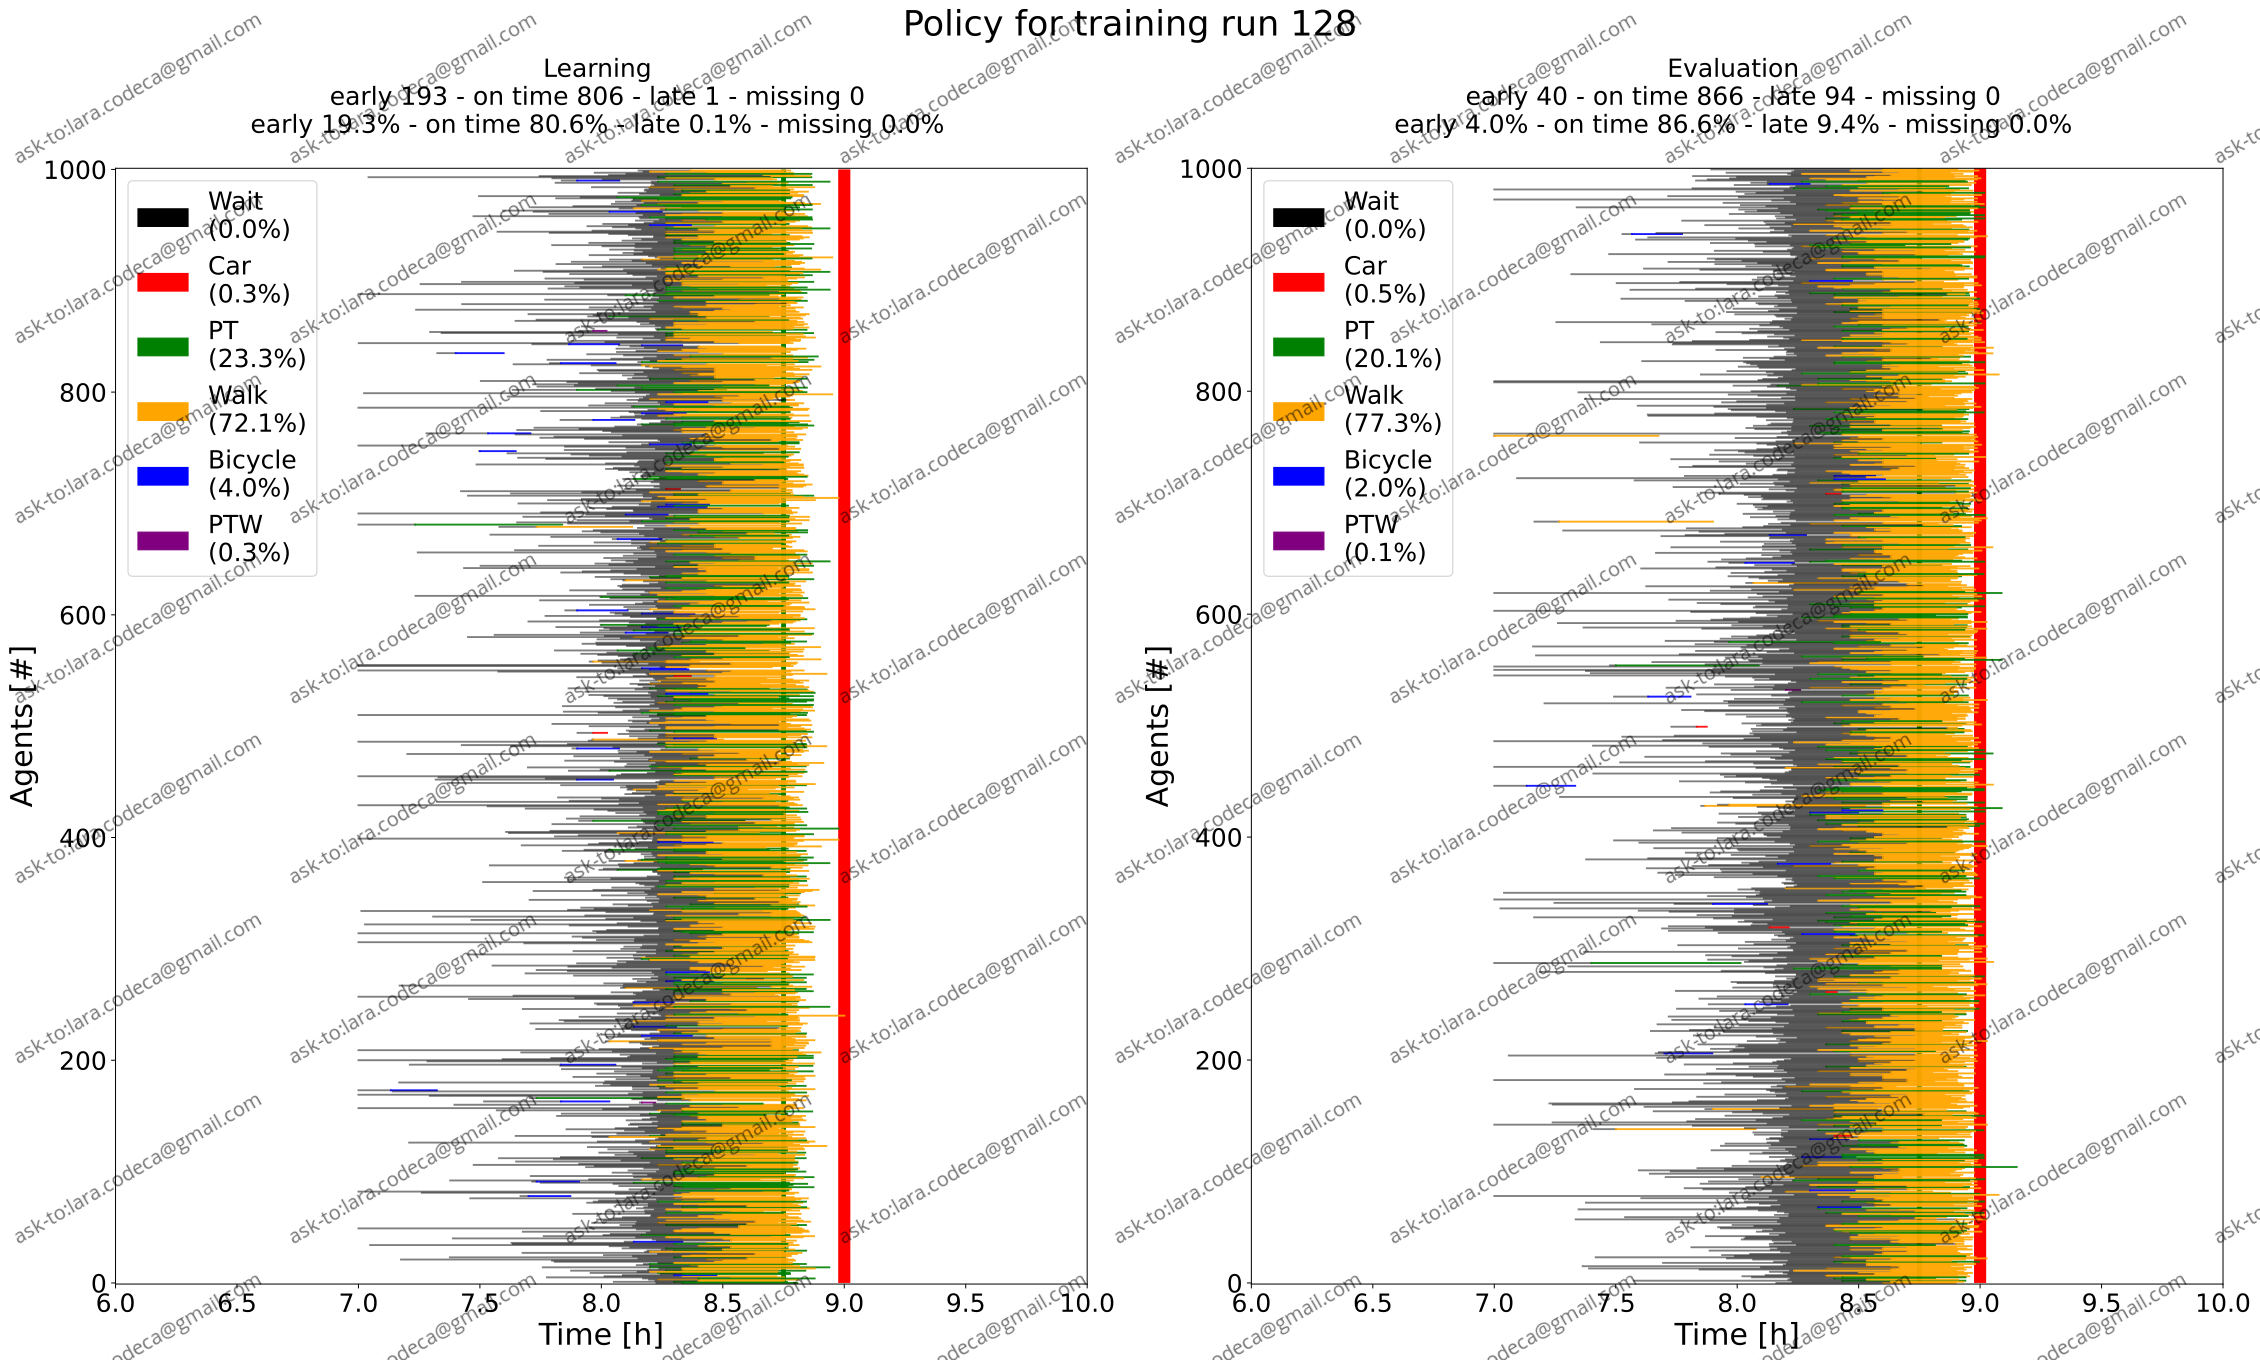 Policy for training run 128
Learning
early 193 - on time 806 - late 1 - missing 0
early 19.3% - on time 80.6% - late 0.1% - missing 0.0%
Agents [#]
1000
800
600
400
200
0
Wait
(0.0%)
Car
(0.3%)
PT
(23.3%)
Walk
(72.1%)
Bicycle
(4.0%)
PTW
(0.3%)
6.0 6.5 7.0 7.5 8.0 8.5 9.0 9.5 10.0
Time [h]
Evaluation
early 40 - on time 866 - late 94 - missing 0
early 4.0% - on time 86.6% - late 9.4% - missing 0.0%
Agents [#]
1000
800
600
400
200
0
Wait
(0.0%)
Car
(0.5%)
PT
(20.1%)
Walk
(77.3%)
Bicycle
(2.0%)
PTW
(0.1%)
6.0 6.5 7.0 7.5 8.0 8.5 9.0 9.5 10.0
Time [h]
ask-to:lara.codeca@gmail.com